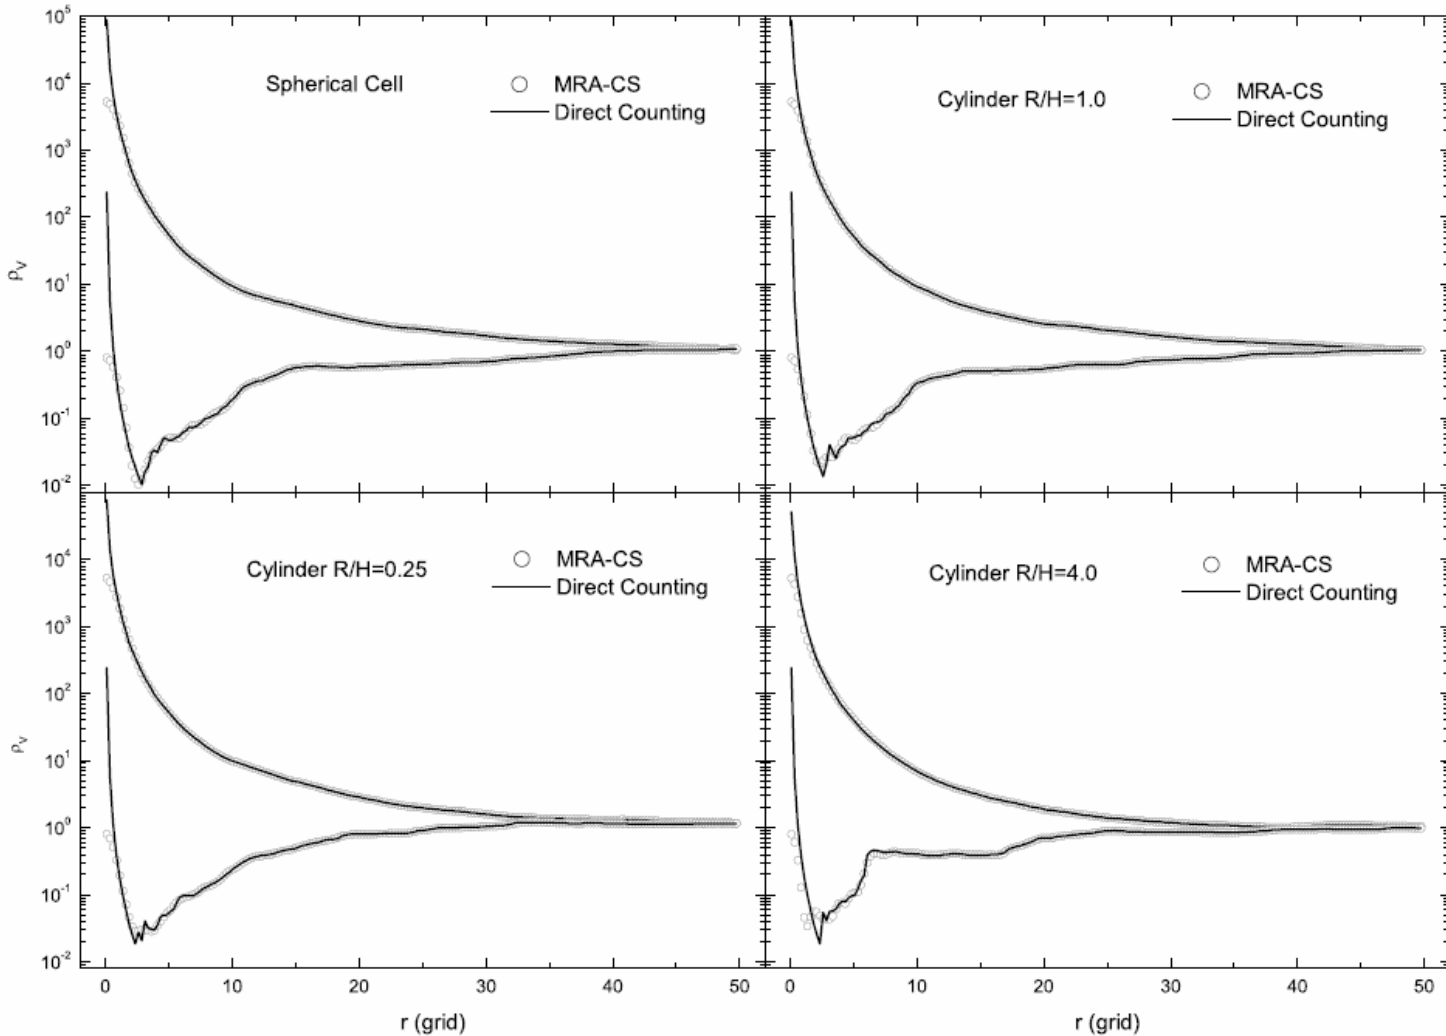 10^5
10^4
10^3
10^2
10^1
10^0
10^-1
10^-2
ρ_V
Spherical Cell
MRA-CS
Direct Counting
Cylinder R/H=1.0
MRA-CS
Direct Counting
10^4
10^3
10^2
10^1
10^0
10^-1
10^-2
ρ_V
Cylinder R/H=0.25
MRA-CS
Direct Counting
Cylinder R/H=4.0
MRA-CS
Direct Counting
0 10 20 30 40 50
0 10 20 30 40 50
r (grid)
r (grid)